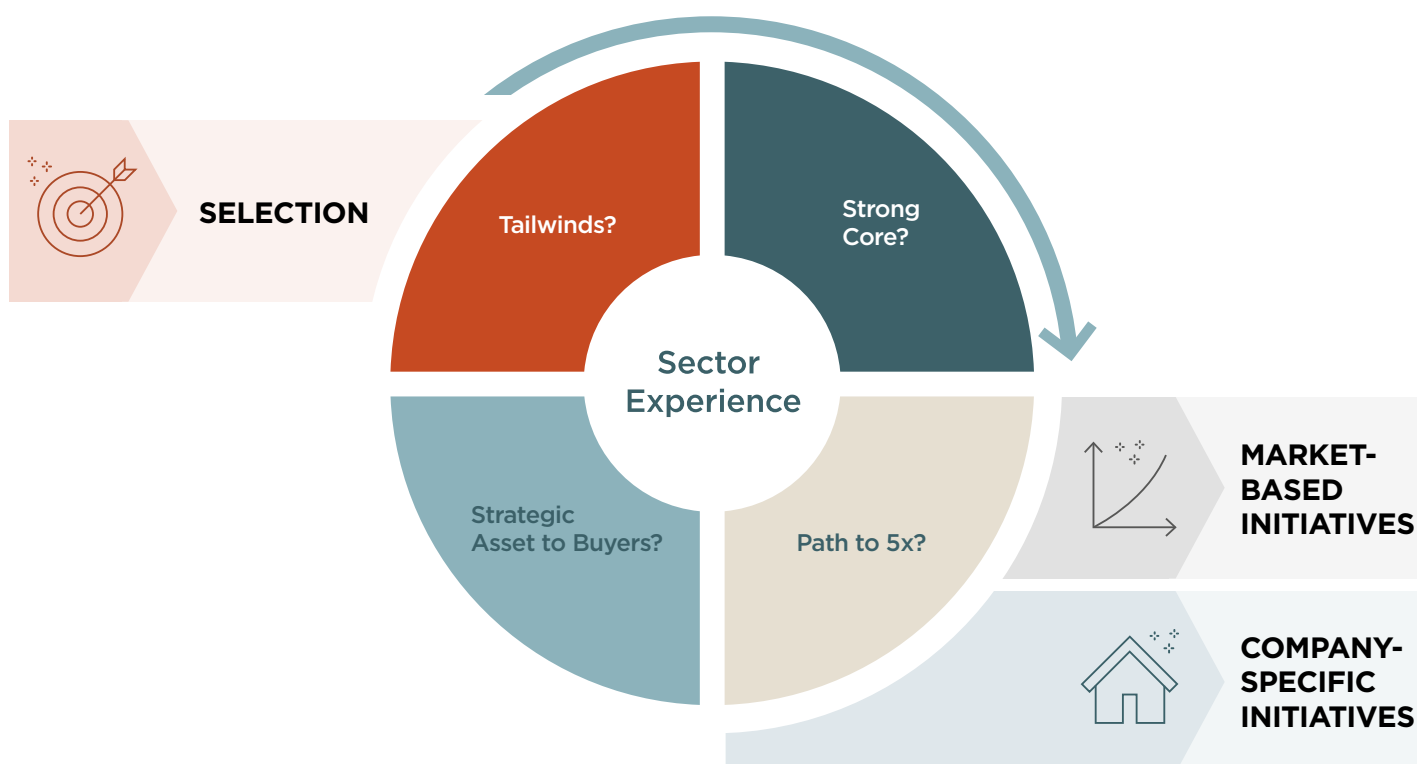 SELECTION
Tailwinds?
Strong
Core?
Sector
Experience
Strategic
Asset to Buyers?
Path to 5x?
MARKET-
BASED
INITIATIVES
COMPANY-
SPECIFIC
INITIATIVES